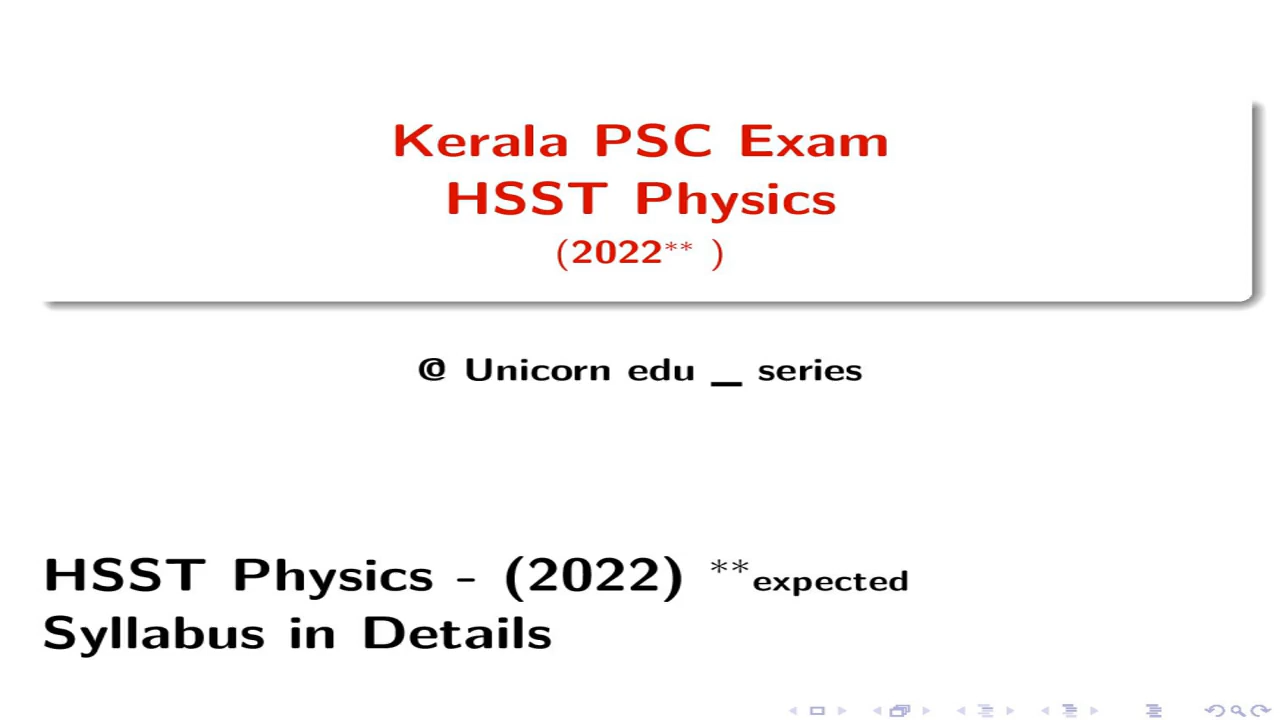 Kerala PSC Exam
HSST Physics
(2022** )
@ Unicorn edu _ series
HSST Physics - (2022) **expected
Syllabus in Details